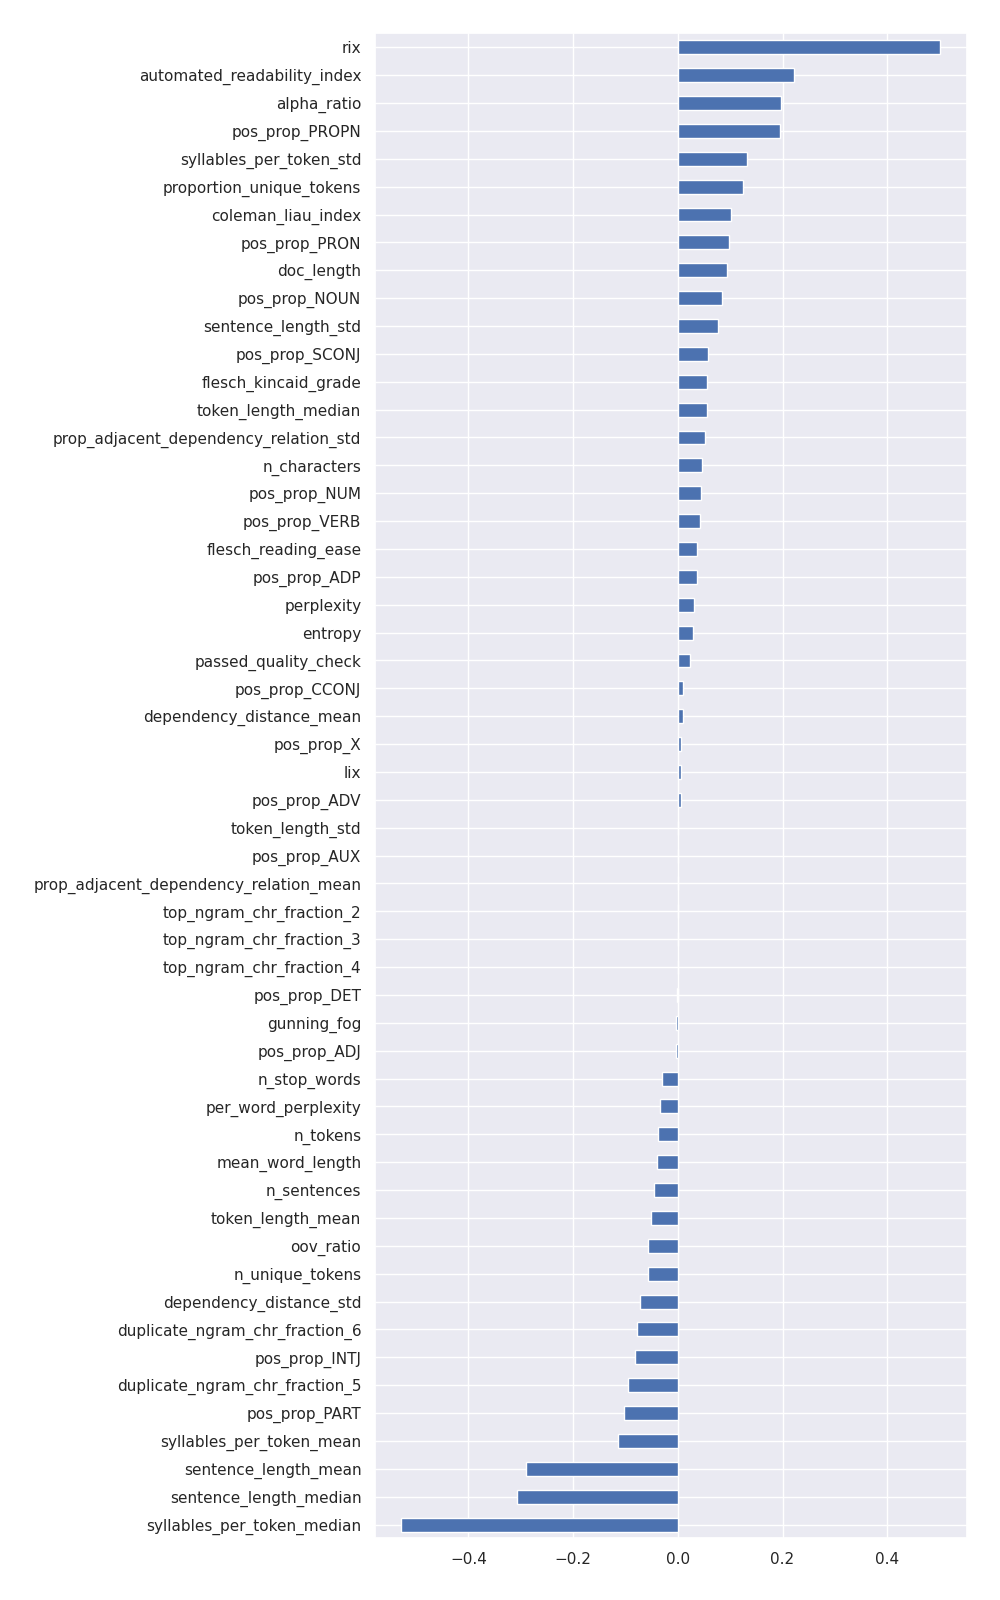 rix
automated_readability_index
alpha_ratio
pos_prop_PROPN
syllables_per_token_std
proportion_unique_tokens
coleman_liau_index
pos_prop_PRON
doc_length
pos_prop_NOUN
sentence_length_std
pos_prop_SCONJ
flesch_kincaid_grade
token_length_median
prop_adjacent_dependency_relation_std
n_characters
pos_prop_NUM
pos_prop_VERB
flesch_reading_ease
pos_prop_ADP
perplexity
entropy
passed_quality_check
pos_prop_CCONJ
dependency_distance_mean
pos_prop_X
lix
pos_prop_ADV
token_length_std
pos_prop_AUX
prop_adjacent_dependency_relation_mean
top_ngram_chr_fraction_2
top_ngram_chr_fraction_3
top_ngram_chr_fraction_4
pos_prop_DET
gunning_fog
pos_prop_ADJ
n_stop_words
per_word_perplexity
n_tokens
mean_word_length
n_sentences
token_length_mean
oov_ratio
n_unique_tokens
dependency_distance_std
duplicate_ngram_chr_fraction_6
pos_prop_INTJ
duplicate_ngram_chr_fraction_5
pos_prop_PART
syllables_per_token_mean
sentence_length_mean
sentence_length_median
syllables_per_token_median
−0.4 −0.2 0.0 0.2 0.4